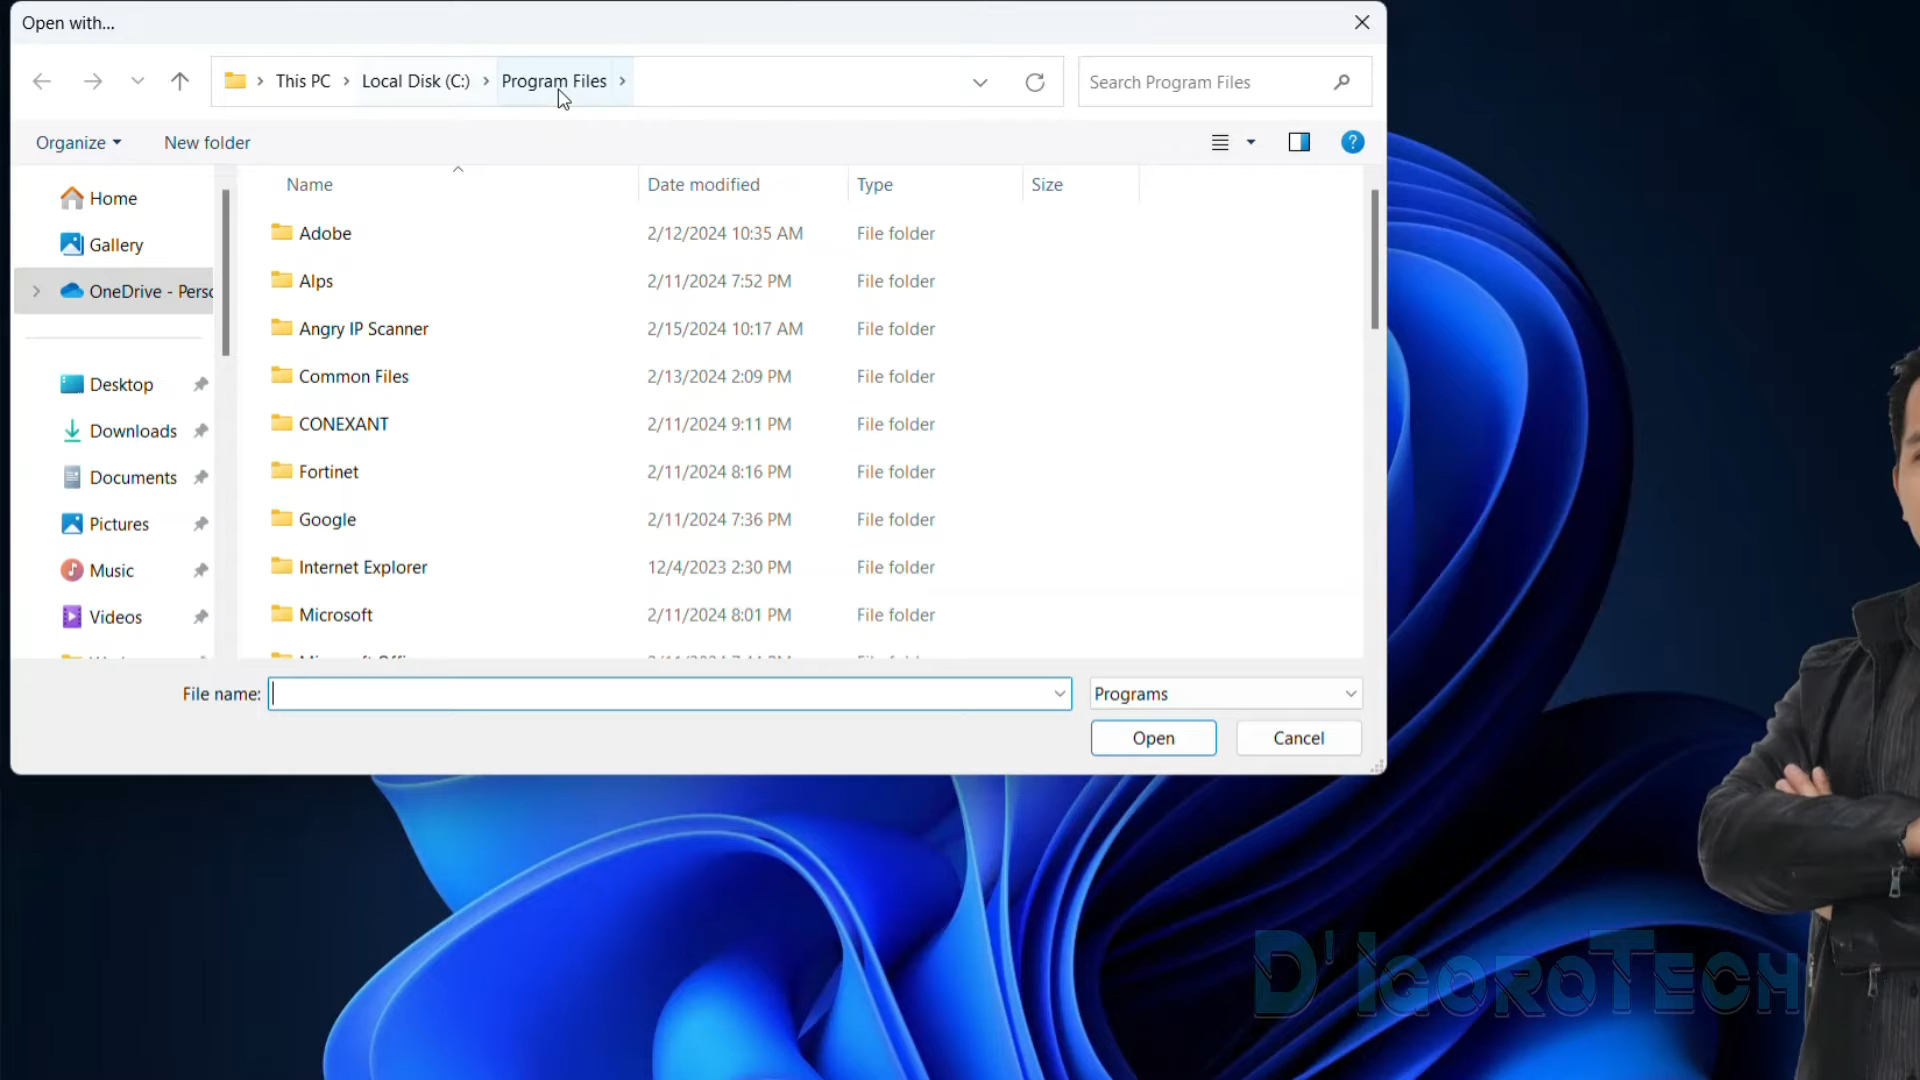 Open with...
This PC > Local Disk (C:) > Program Files >
Search Program Files
Organize
New folder
?
Name
Date modified
Type
Size
Home
Gallery
> OneDrive - Perso
Desktop
Downloads
Documents
Pictures
Music
Videos
Adobe 2/12/2024 10:35 AM File folder
Alps 2/11/2024 7:52 PM File folder
Angry IP Scanner 2/15/2024 10:17 AM File folder
Common Files 2/13/2024 2:09 PM File folder
CONEXANT 2/11/2024 9:11 PM File folder
Fortinet 2/11/2024 8:16 PM File folder
Google 2/11/2024 7:36 PM File folder
Internet Explorer 12/4/2023 2:30 PM File folder
Microsoft 2/11/2024 8:01 PM File folder
File name:
Programs
Open
Cancel
D'IGOROTECH